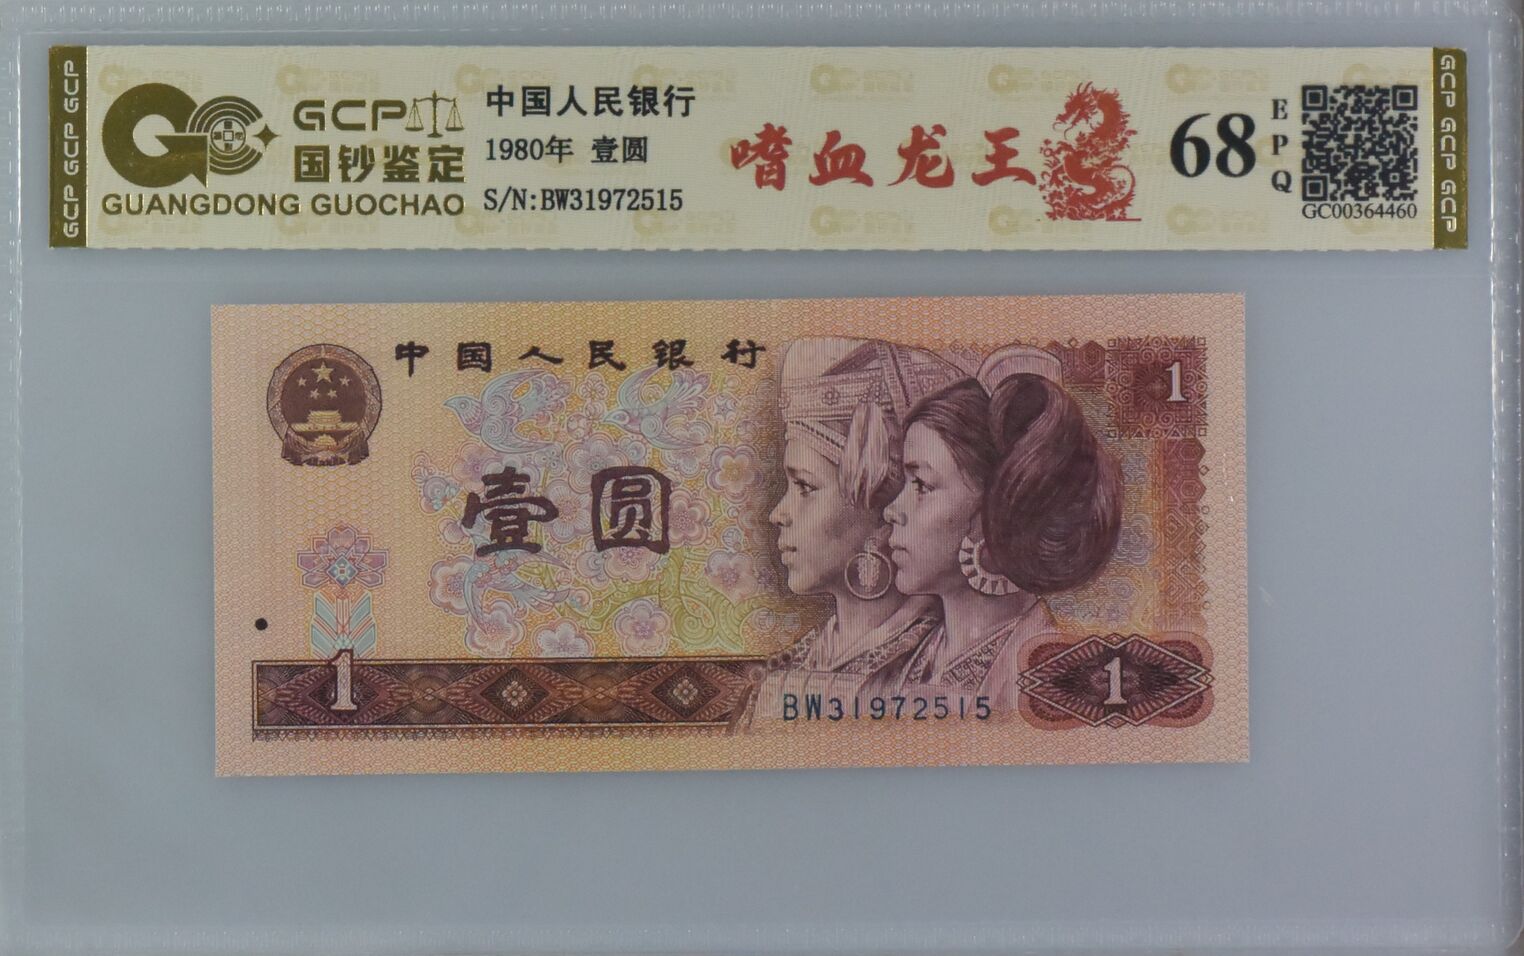 GCP GCP GCP
GCP
国钞鉴定
GUANGDONG GUOCHAO
中国人民银行
1980年 壹圆
S/N:BW31972515
嗜血龙王
68
EPQ
GC00364460
GCP GCP GCP
中国人民银行
1
壹圆
1
BW31972515
1